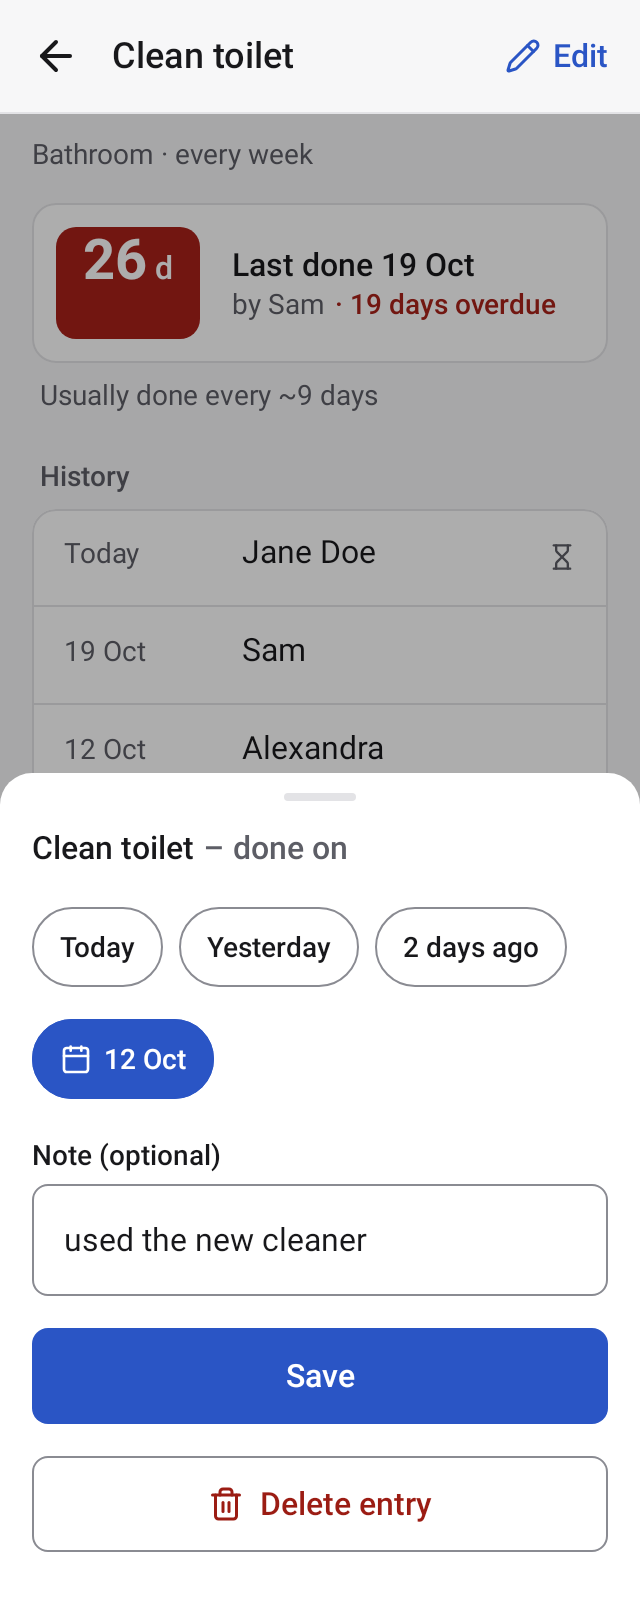 Clean toilet
Edit
Bathroom · every week
26 d
Last done 19 Oct
by Sam · 19 days overdue
Usually done every ~9 days
History
Today Jane Doe
19 Oct Sam
12 Oct Alexandra
Clean toilet – done on
Today Yesterday 2 days ago
12 Oct
Note (optional)
used the new cleaner
Save
Delete entry